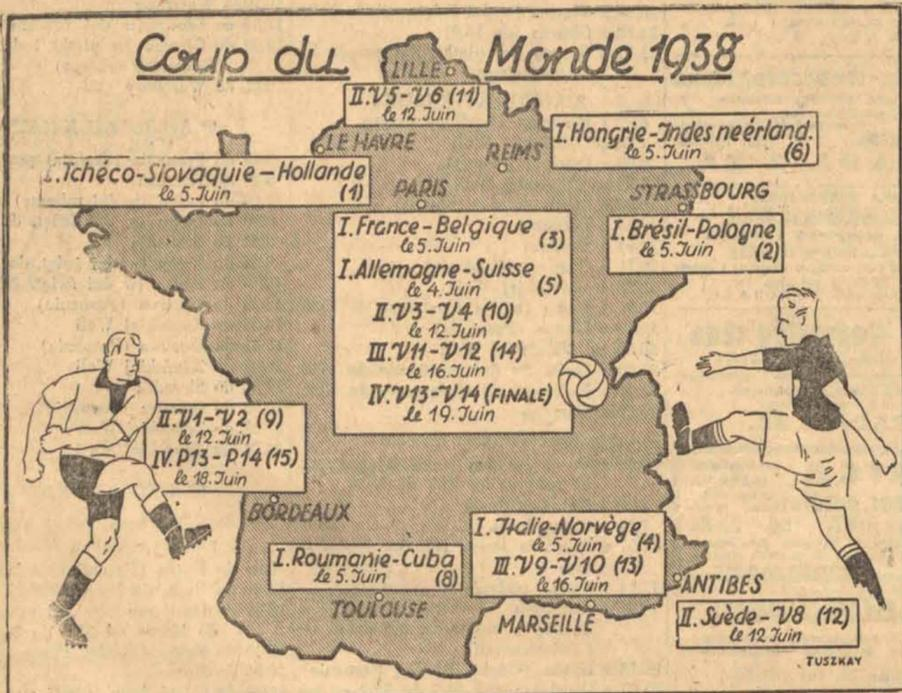 Coup du Monde 1938
LILLE
II. V5 - V6 (11)
le 12. Juin
LE HAVRE
REIMS
I. Hongrie - Indes neérland.
le 5. Juin (6)
I. Tchéco-Slovaquie - Hollande
le 5. Juin (1)
PARIS
STRASSBOURG
I. France - Belgique
le 5. Juin (3)
I. Allemagne - Suisse
le 4. Juin (5)
II. V3 - V4 (10)
le 12. Juin
III. V11 - V12 (14)
le 16. Juin
IV. V13 - V14 (FINALE)
le 19. Juin
I. Brésil - Pologne
le 5. Juin (2)
II. V1 - V2 (9)
le 12. Juin
IV. P13 - P14 (15)
le 18. Juin
BORDEAUX
I. Roumanie - Cuba
le 5. Juin (8)
TOULOUSE
I. Italie - Norvège
le 5. Juin (4)
III. V9 - V10 (13)
le 16. Juin
MARSEILLE
ANTIBES
II. Suède - V8 (12)
le 12 Juin
TUSZKAY